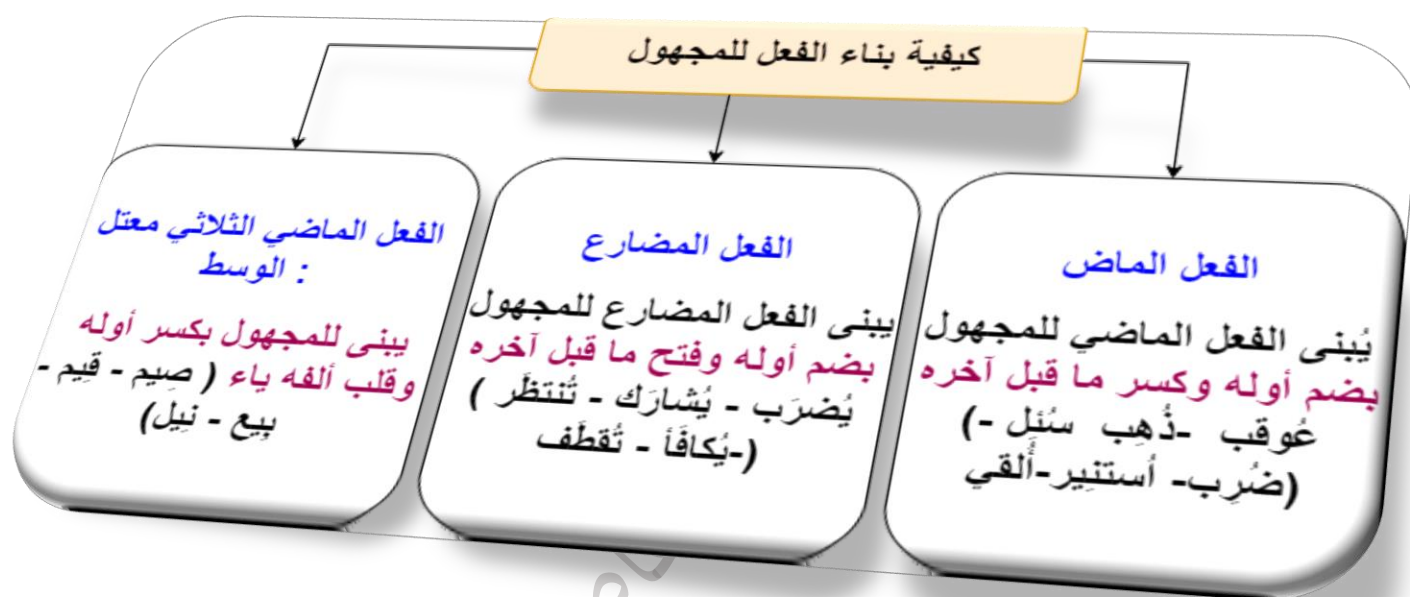 كيفية بناء الفعل للمجهول
الفعل الماض
يُبنى الفعل الماضي للمجهول
بضم أوله وكسر ما قبل آخره
عُوقب -ذُهِب سُئِل -)
(ضُرِب- اُستنِير-أُلقي
الفعل المضارع
يبنى الفعل المضارع للمجهول
بضم أوله وفتح ما قبل آخره
يُضرَب - يُشارَك - تُنتظَر )
(-يُكافَأ - تُقطَف
الفعل الماضي الثلاثي معتل
: الوسط
يبنى للمجهول بكسر أوله
وقلب ألفه ياء ( صِيم - قِيم -
بِيع - نِيل)